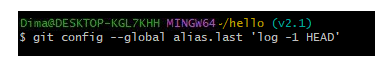 Dima@DESKTOP-KGL7KHH MINGW64 ~/hello (v2.1)
$ git config --global alias.last 'log -1 HEAD'